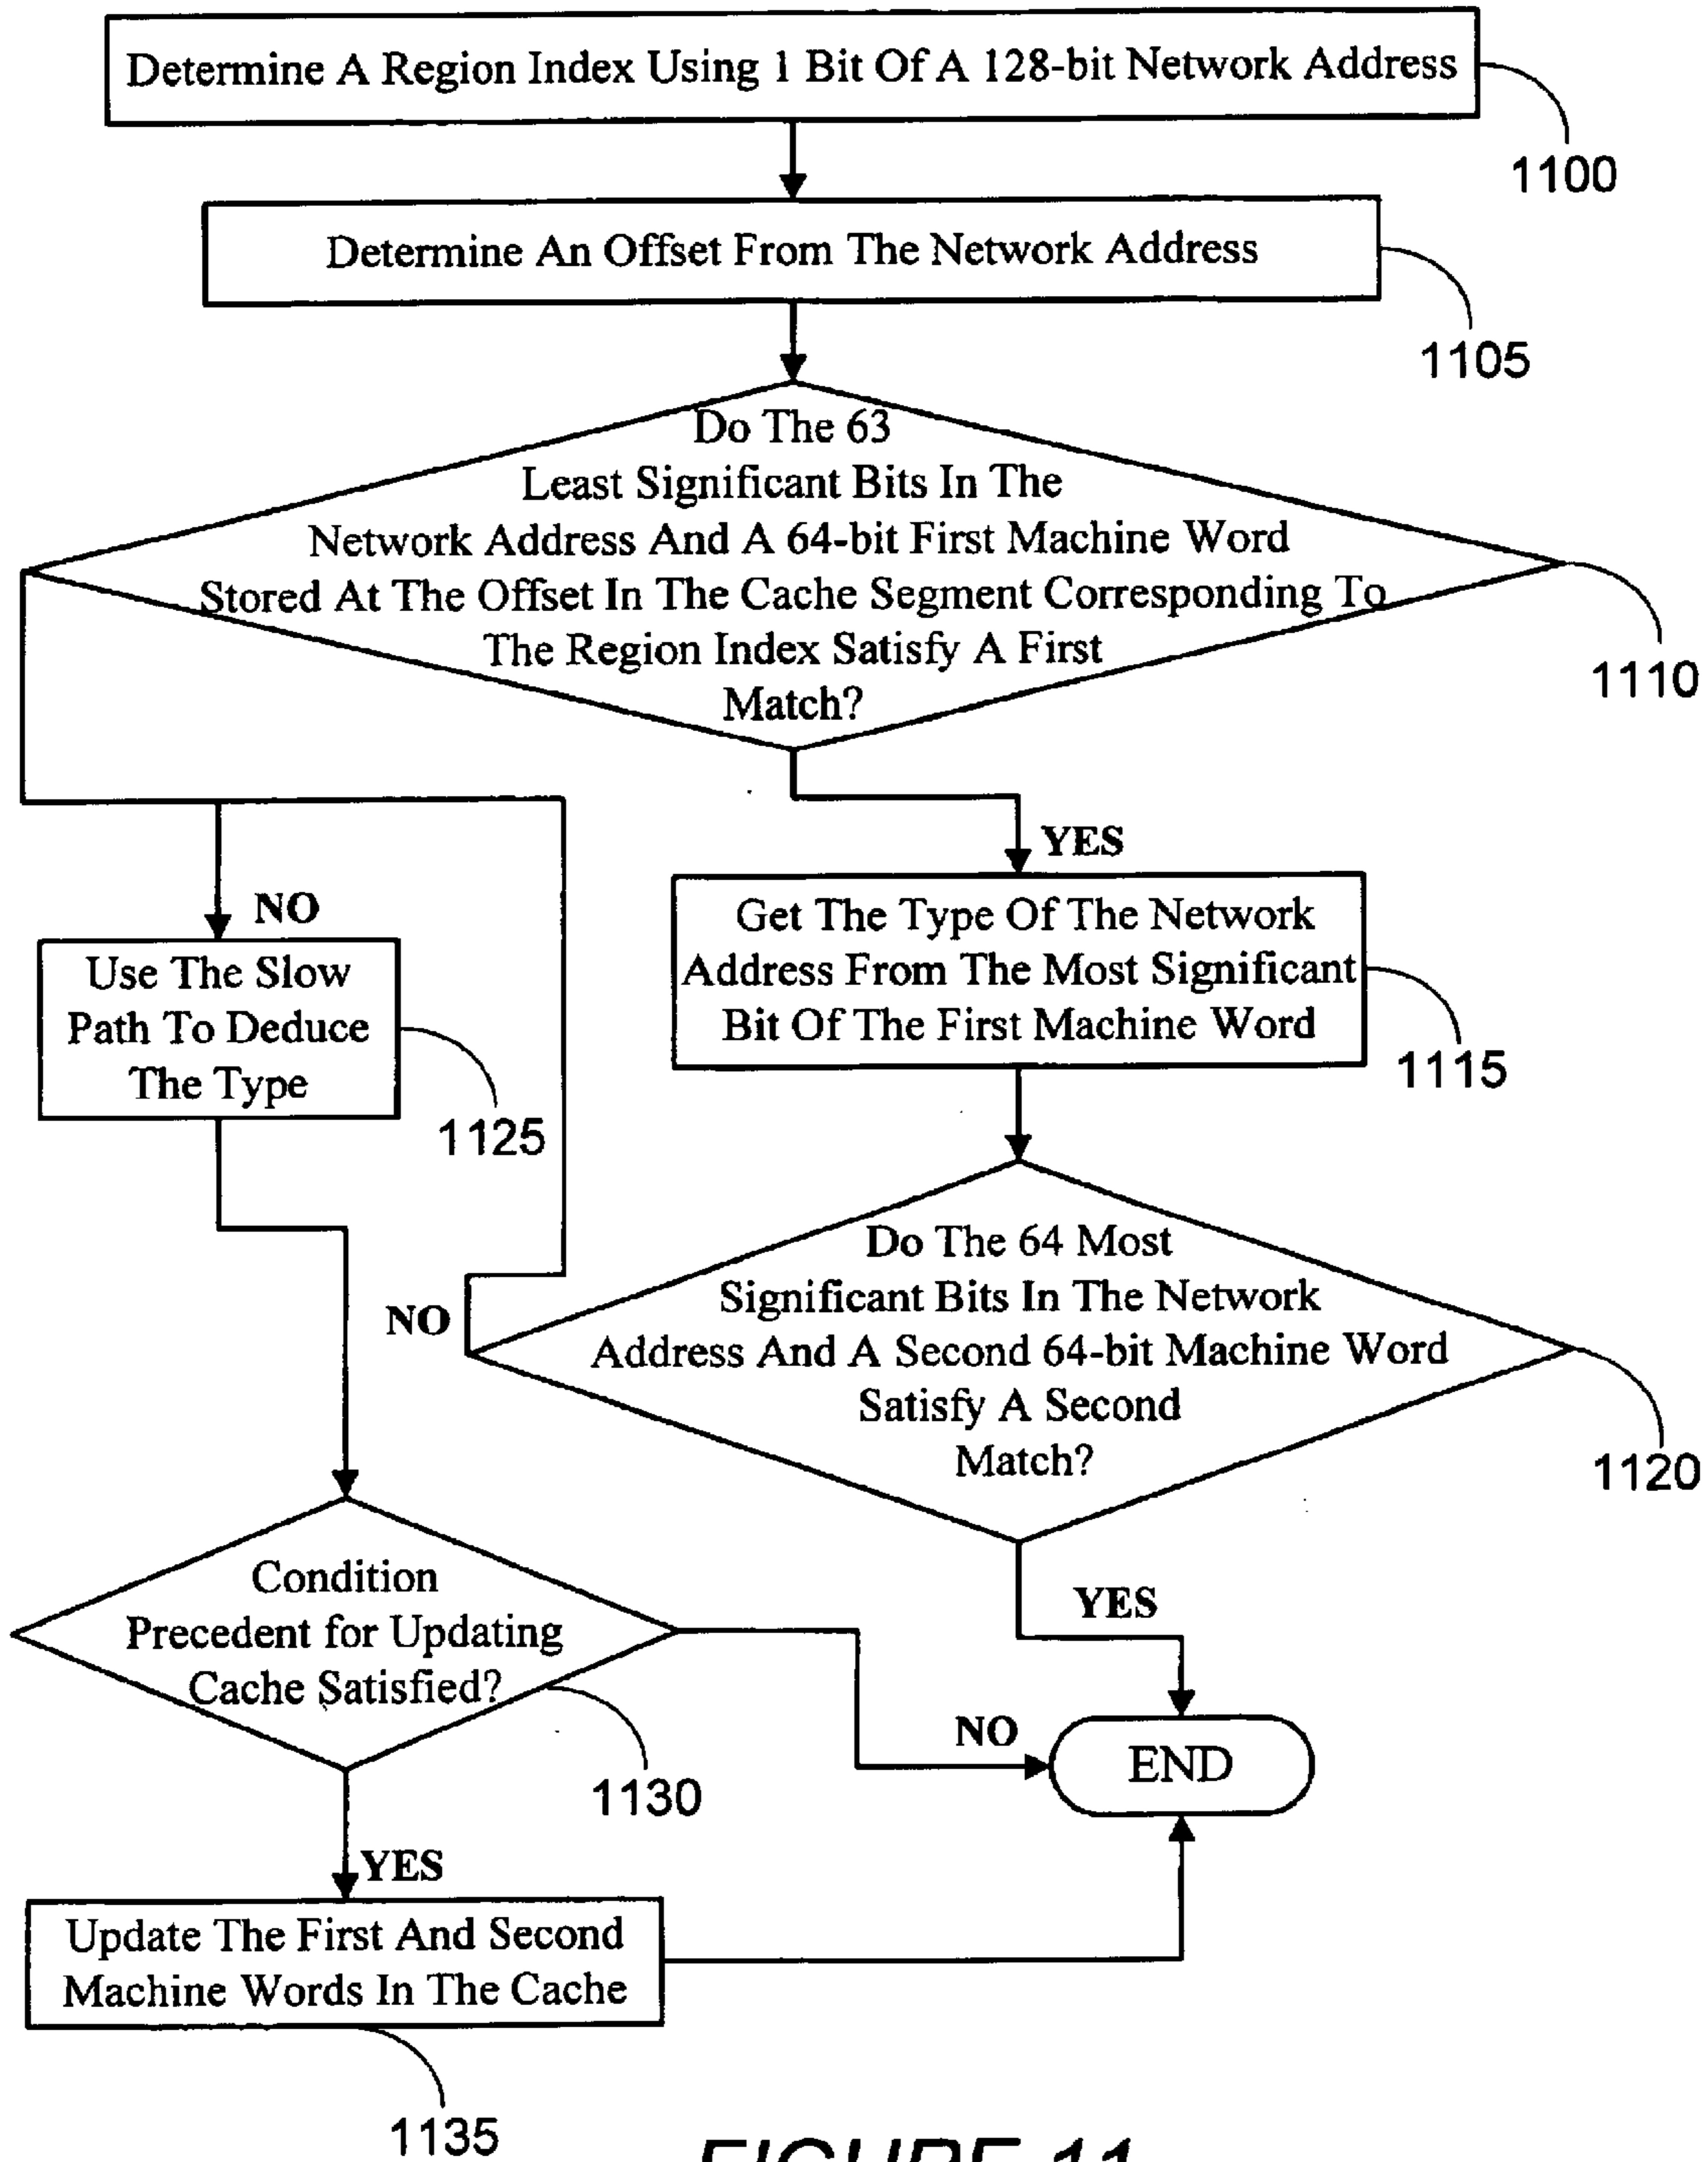 Determine A Region Index Using 1 Bit Of A 128-bit Network Address
1100
Determine An Offset From The Network Address
1105
Do The 63
Least Significant Bits In The
Network Address And A 64-bit First Machine Word
Stored At The Offset In The Cache Segment Corresponding To
The Region Index Satisfy A First
Match?
1110
YES
NO
Get The Type Of The Network
Address From The Most Significant
Bit Of The First Machine Word
1115
Use The Slow
Path To Deduce
The Type
1125
Do The 64 Most
Significant Bits In The Network
Address And A Second 64-bit Machine Word
Satisfy A Second
Match?
NO
1120
Condition
Precedent for Updating
Cache Satisfied?
1130
YES
NO
END
YES
Update The First And Second
Machine Words In The Cache
1135
FIGURE 11